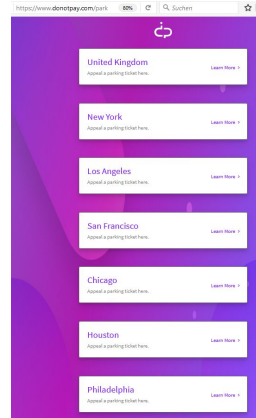 https://www.donotpay.com/park 80% Suchen
United Kingdom
Appeal a parking ticket here.
Learn More >
New York
Appeal a parking ticket here.
Learn More >
Los Angeles
Appeal a parking ticket here.
Learn More >
San Francisco
Appeal a parking ticket here.
Learn More >
Chicago
Appeal a parking ticket here.
Learn More >
Houston
Appeal a parking ticket here.
Learn More >
Philadelphia
Appeal a parking ticket here.
Learn More >